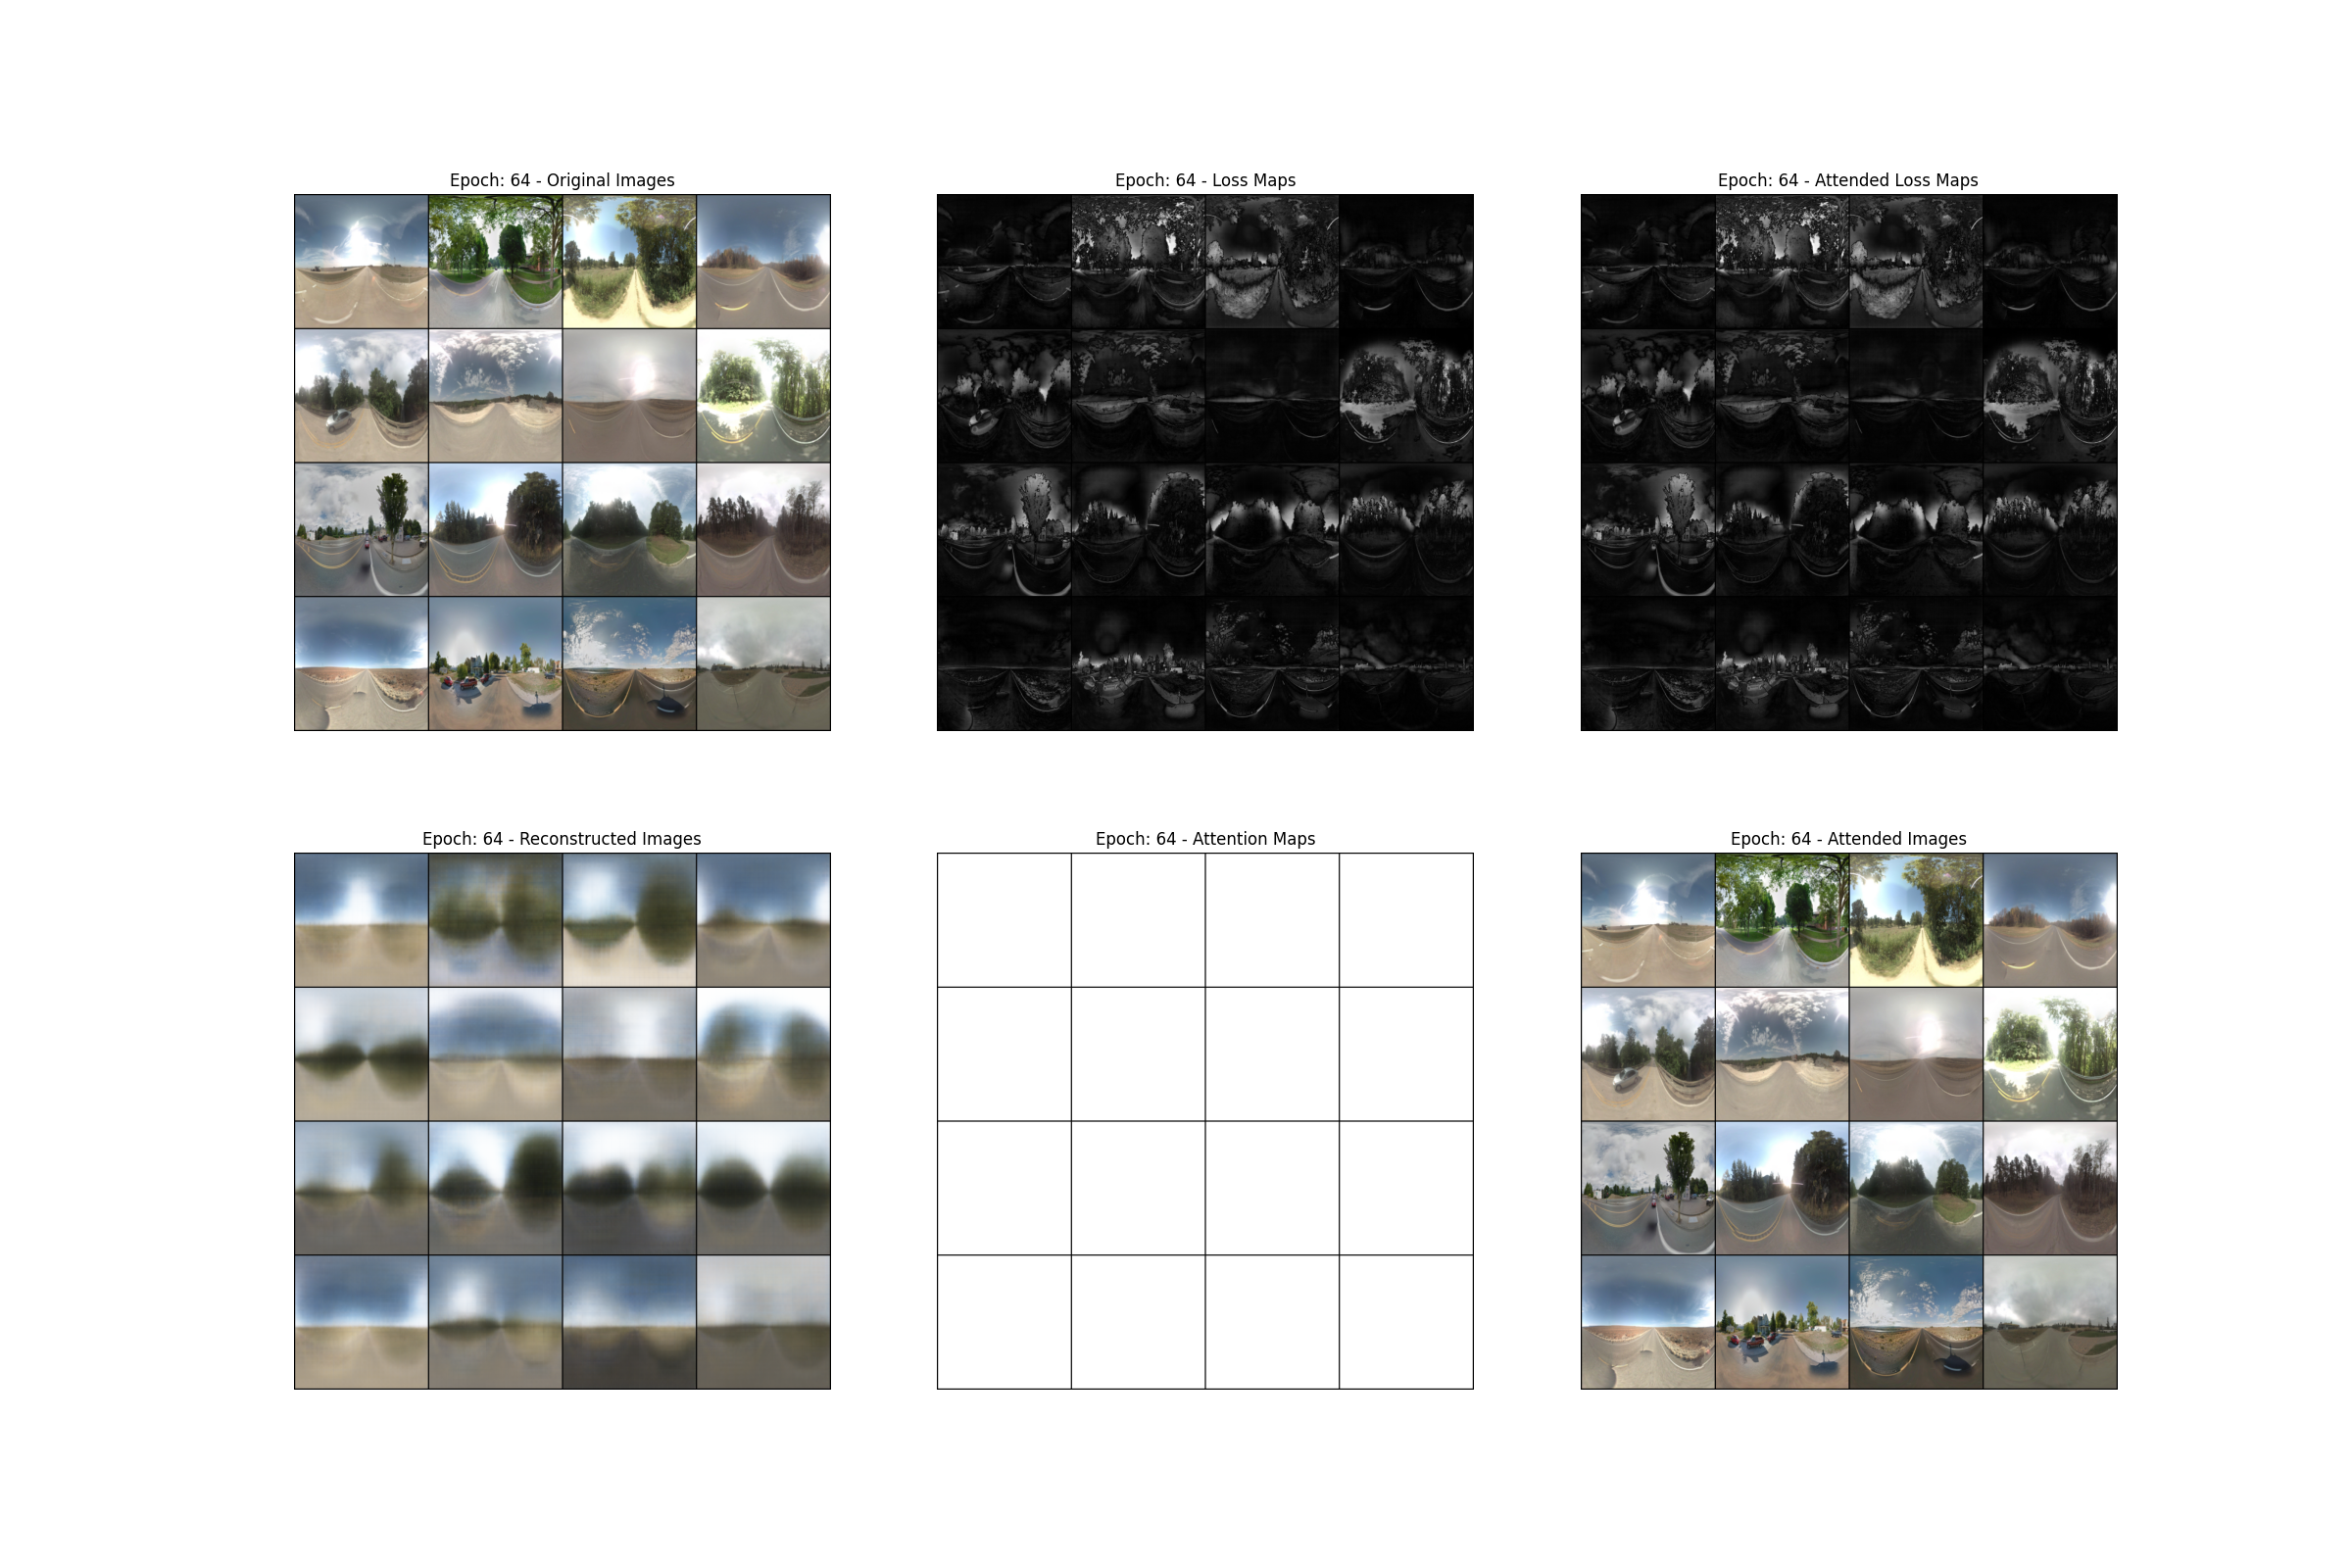 Epoch: 64 - Original Images
Epoch: 64 - Loss Maps
Epoch: 64 - Attended Loss Maps
Epoch: 64 - Reconstructed Images
Epoch: 64 - Attention Maps
Epoch: 64 - Attended Images